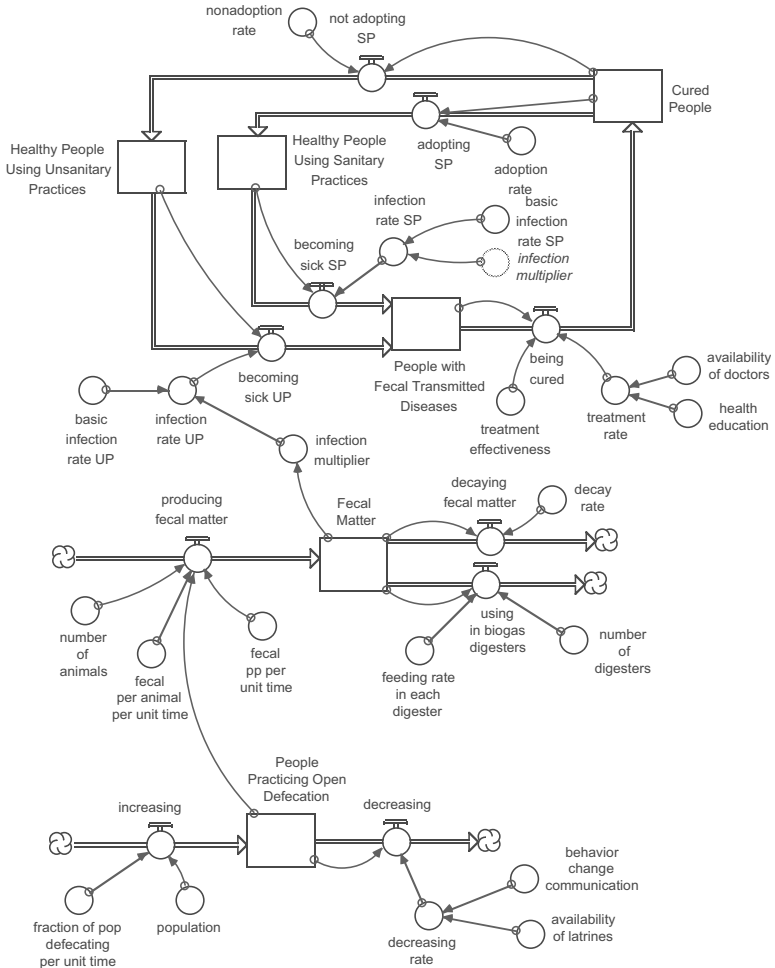 nonadoption
rate
not adopting
SP
Cured
People
Healthy People
Using Unsanitary
Practices
Healthy People
Using Sanitary
Practices
adopting
SP
adoption
rate
infection
rate SP
basic
infection
rate SP
infection
multiplier
becoming
sick SP
becoming
sick UP
People with
Fecal Transmitted
Diseases
being
cured
availability
of doctors
treatment
effectiveness
treatment
rate
health
education
basic
infection
rate UP
infection
rate UP
infection
multiplier
producing
fecal matter
Fecal
Matter
decaying
fecal matter
decay
rate
number
of
animals
fecal
per animal
per unit time
fecal
pp per
unit time
using
in biogas
digesters
feeding rate
in each
digester
number
of
digesters
People
Practicing Open
Defecation
increasing
decreasing
fraction of pop
defecating
per unit time
population
behavior
change
communication
decreasing
rate
availability
of latrines